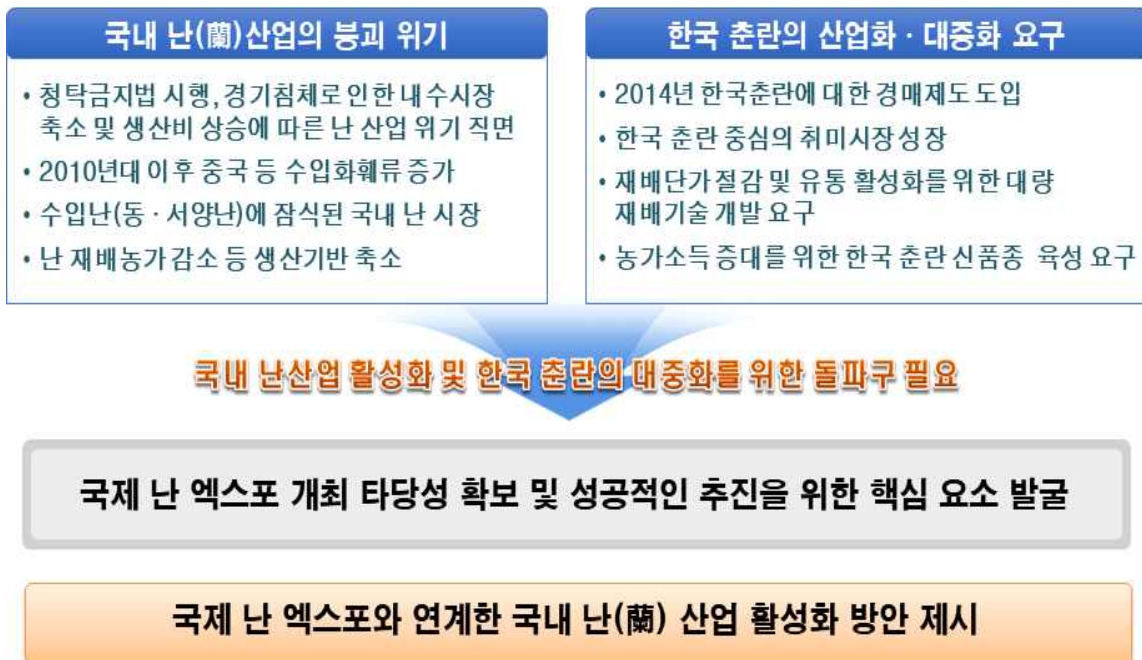 국내 난(蘭)산업의 붕괴 위기
• 청탁금지법 시행, 경기침체로 인한 내수시장
축소 및 생산비 상승에 따른 난 산업 위기 직면
• 2010년대 이후 중국 등 수입화훼류 증가
• 수입난(동 · 서양난)에 잠식된 국내 난 시장
• 난 재배농가 감소 등 생산기반 축소
한국 춘란의 산업화 · 대중화 요구
• 2014년 한국춘란에 대한 경매제도 도입
• 한국 춘란 중심의 취미시장 성장
• 재배단가 절감 및 유통 활성화를 위한 대량
재배기술 개발 요구
• 농가소득 증대를 위한 한국 춘란 신품종 육성 요구
국내 난산업 활성화 및 한국 춘란의 대중화를 위한 돌파구 필요
국제 난 엑스포 개최 타당성 확보 및 성공적인 추진을 위한 핵심 요소 발굴
국제 난 엑스포와 연계한 국내 난(蘭) 산업 활성화 방안 제시